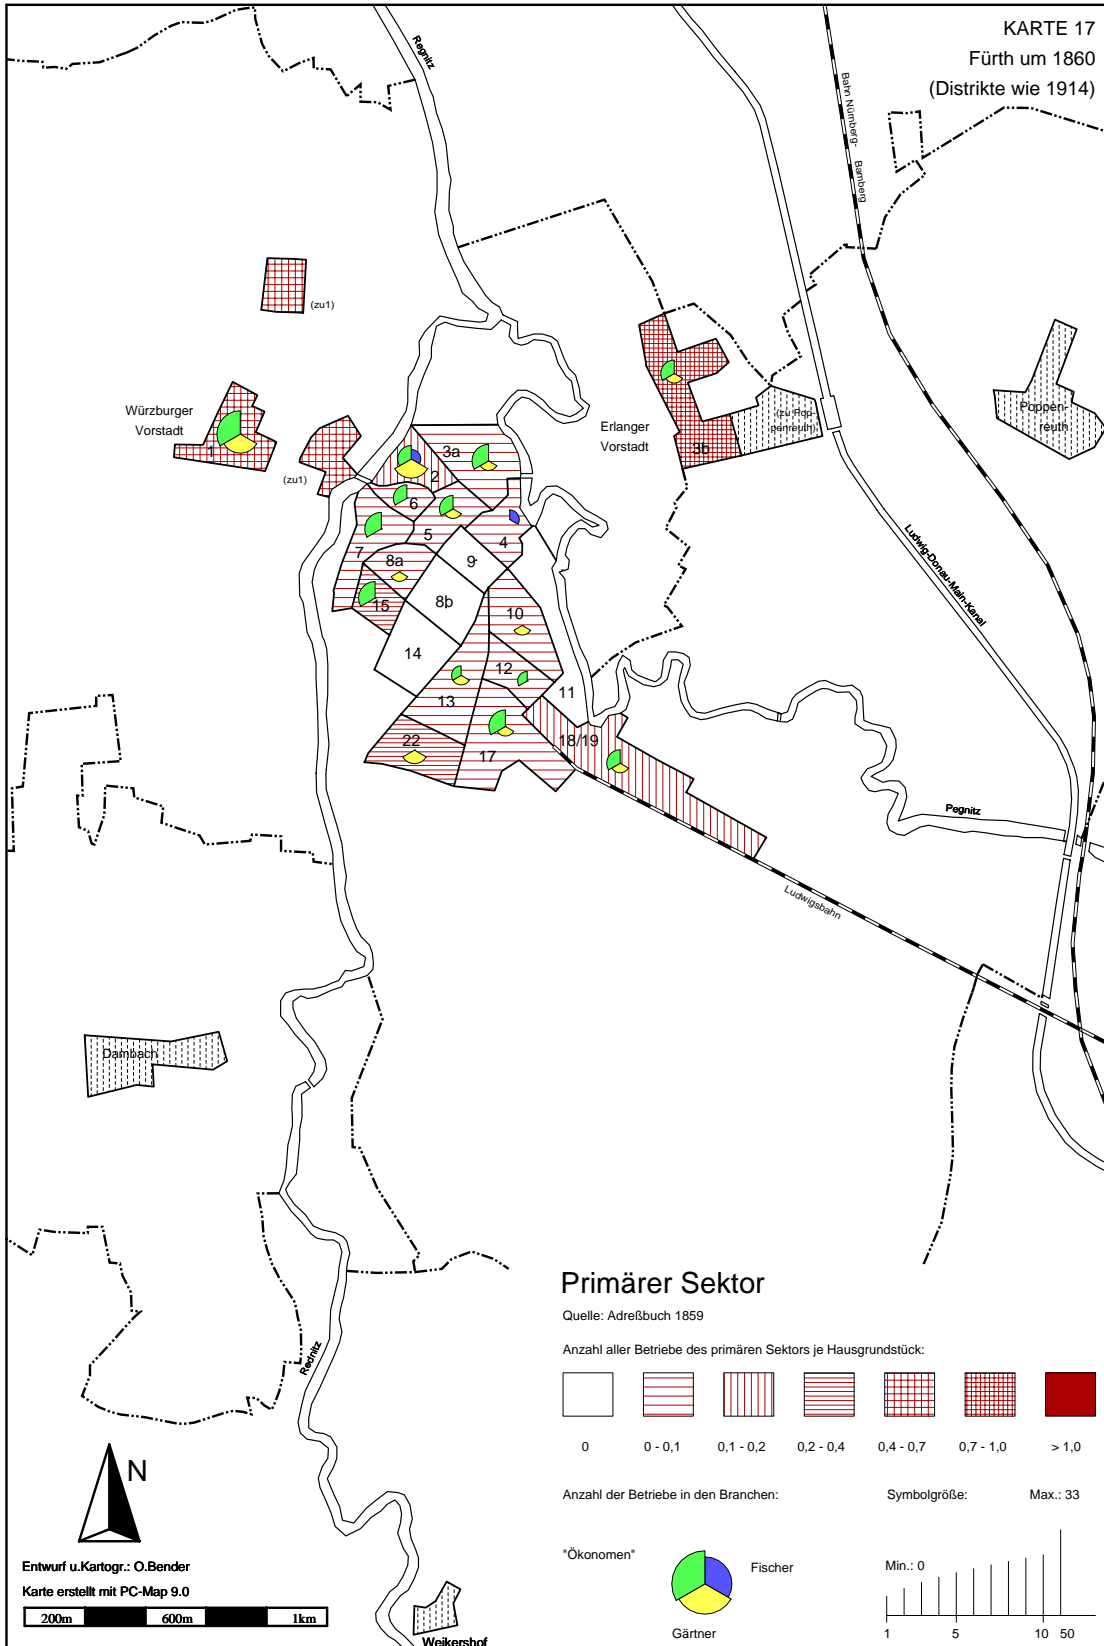 KARTE 17
Fürth um 1860
(Distrikte wie 1914)
Regnitz
Bahn Nürnberg-
Bamberg
(zu1)
Würzburger
Vorstadt
1
(zu1)
Erlanger
Vorstadt
3b
(zu Pop-
penreuth)
Poppen-
reuth
3a
2
6
5
4
7
8a
9
15
8b
10
14
12
11
13
22
17
18/19
Ludwig-Donau-Main-Kanal
Pegnitz
Ludwigsbahn
Dambach
Rednitz
Weikershof
Primärer Sektor
Quelle: Adreßbuch 1859
Anzahl aller Betriebe des primären Sektors je Hausgrundstück:
0 0 - 0,1 0,1 - 0,2 0,2 - 0,4 0,4 - 0,7 0,7 - 1,0 > 1,0
Anzahl der Betriebe in den Branchen:
Symbolgröße: Max.: 33
"Ökonomen"
Fischer
Gärtner
Min.: 0
1 5 10 50
N
Entwurf u.Kartogr.: O.Bender
Karte erstellt mit PC-Map 9.0
200m 600m 1km